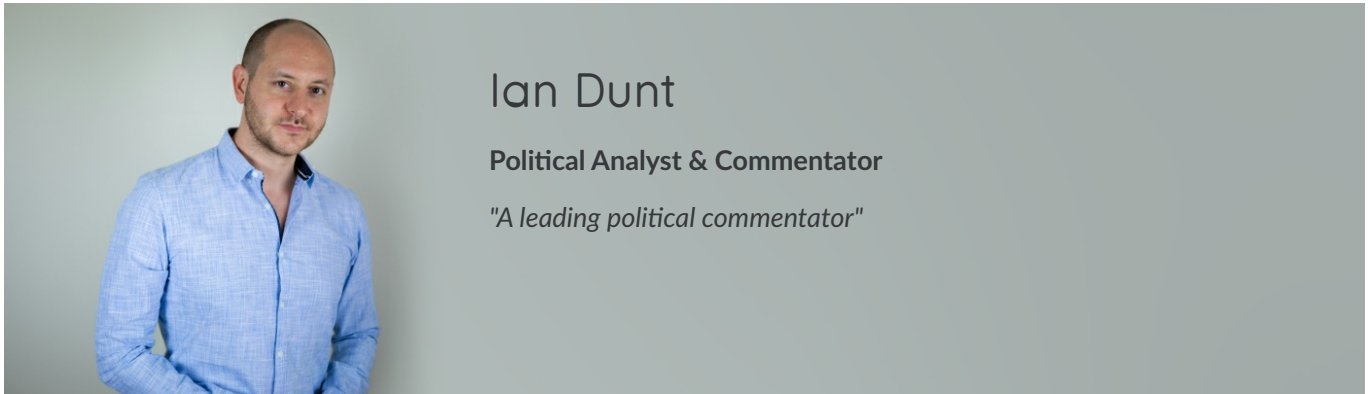 Ian Dunt
Political Analyst & Commentator
"A leading political commentator"